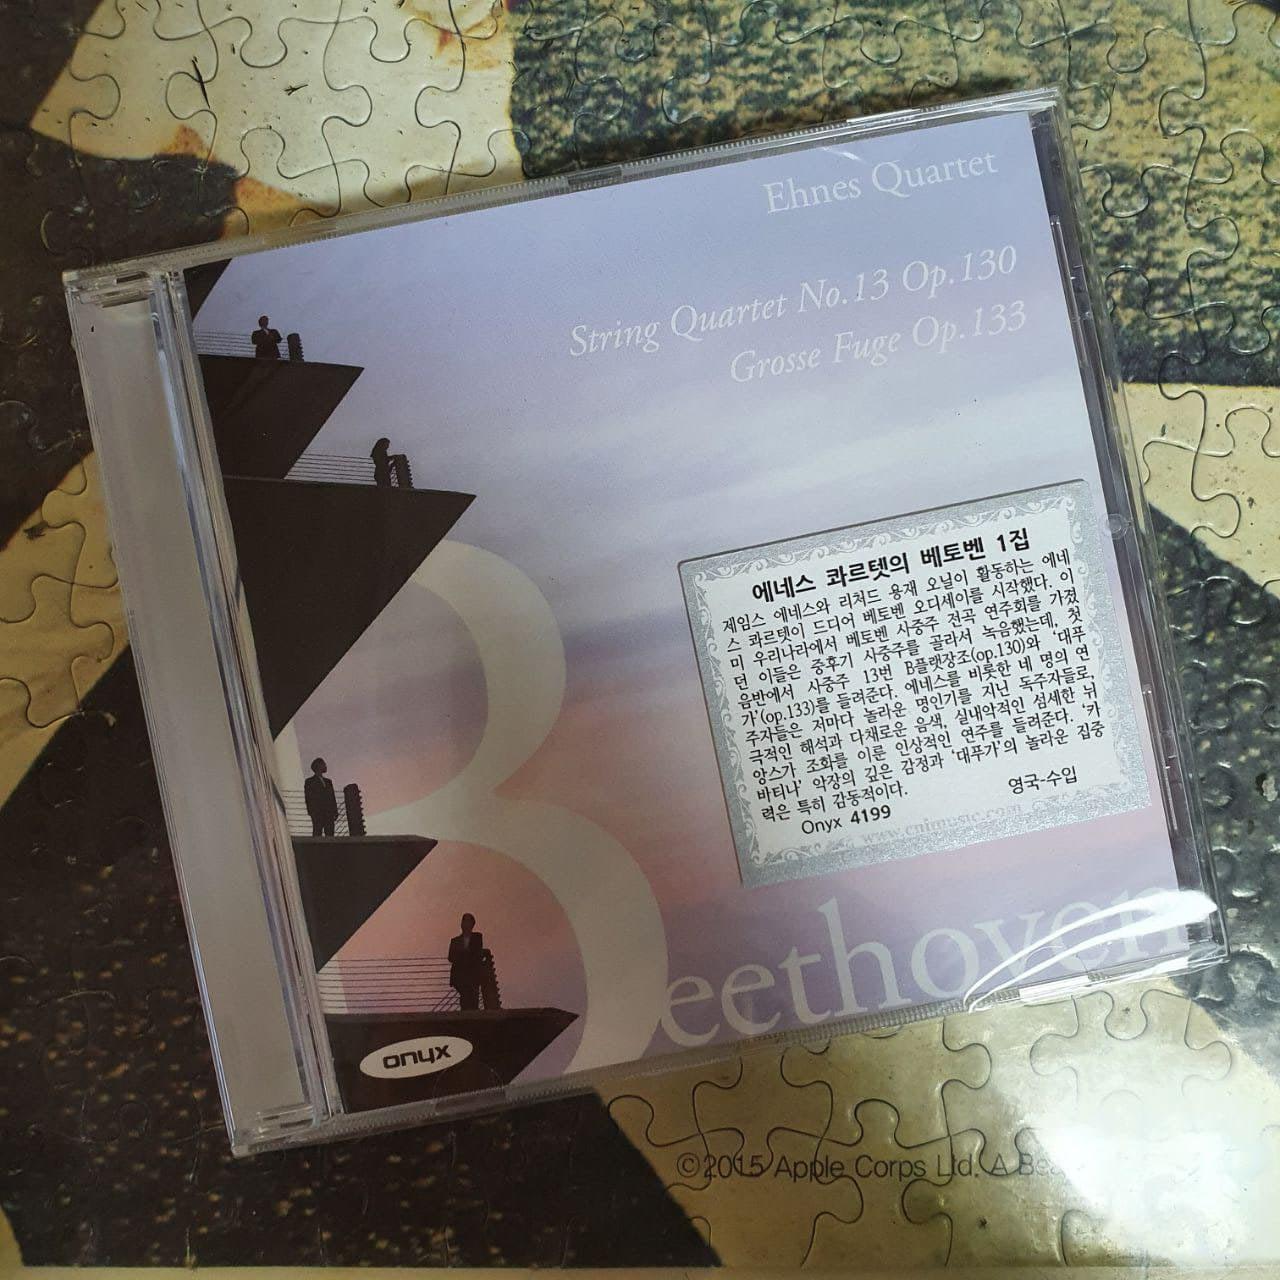 Ehnes Quartet
String Quartet No.13 Op.130
Grosse Fuge Op.133
에네스 콰르텟의 베토벤 1집
제임스 에네스와 리처드 용재 오닐이 활동하는 에네
스 콰르텟이 드디어 베토벤 오디세이를 시작했다. 이
미 우리나라에서 베토벤 사중주 전곡 연주회를 가졌
던 이들은 중후기 사중주를 골라서 녹음했는데, 첫
음반에서 사중주 13번 B플랫장조(op.130)와 '대푸
가'(op.133)를 들려준다. 에네스를 비롯한 네 명의 연
주자들은 저마다 놀라운 명인기를 지닌 독주자들로,
극적인 해석과 다채로운 음색, 실내악적인 섬세한 뉘
앙스가 조화를 이룬 인상적인 연주를 들려준다. '카
바티나' 악장의 깊은 감정과 '대푸가'의 놀라운 집중
력은 특히 감동적이다.
영국-수입
Onyx 4199
www.cnimusic.com
Beethoven
onyx
©2015 Apple Corps Ltd. A